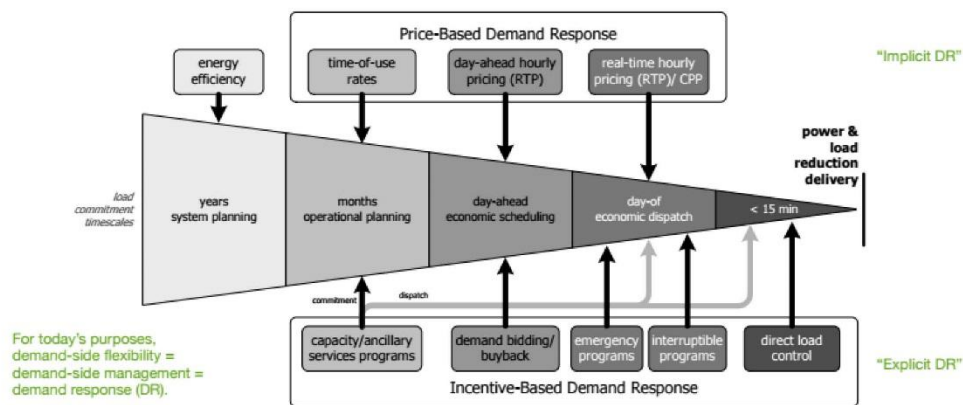 Price-Based Demand Response
"Implicit DR"
energy
efficiency
time-of-use
rates
day-ahead hourly
pricing (RTP)
real-time hourly
pricing (RTP)/ CPP
power &
load
reduction
delivery
load
commitment
timescales
years
system planning
months
operational planning
day-ahead
economic scheduling
day-of
economic dispatch
< 15 min
commitment
dispatch
For today's purposes,
demand-side flexibility =
demand-side management =
demand response (DR).
capacity/ancillary
services programs
demand bidding/
buyback
emergency
programs
interruptible
programs
direct load
control
"Explicit DR"
Incentive-Based Demand Response